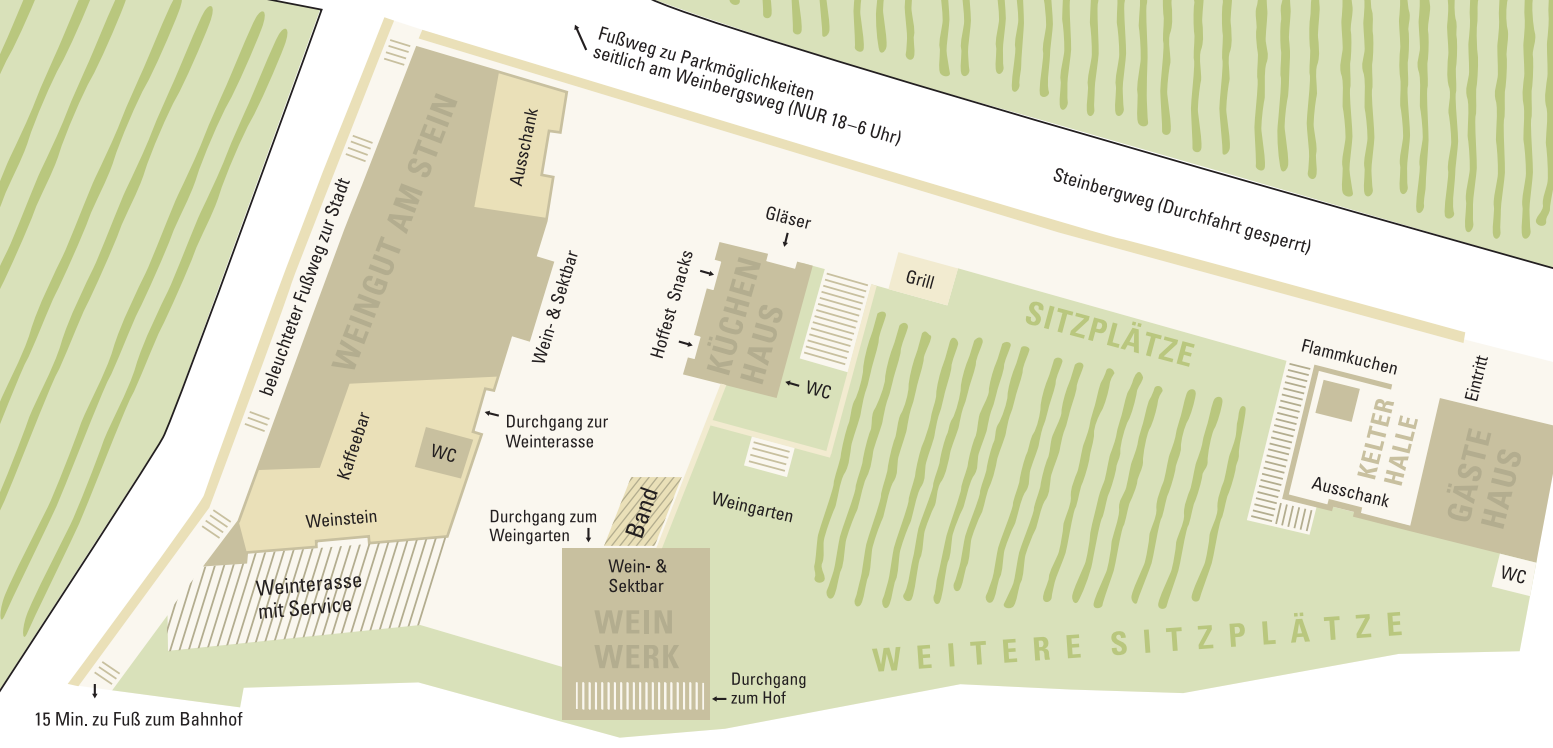 Fußweg zu Parkmöglichkeiten
seitlich am Weinbergsweg (NUR 18–6 Uhr)
Steinbergweg (Durchfahrt gesperrt)
beleuchteter Fußweg zur Stadt
WEINGUT AM STEIN
Ausschank
Wein- & Sektbar
Gläser
Hoffest Snacks
KÜCHEN
HAUS
WC
Grill
SITZPLÄTZE
Flammkuchen
Eintritt
KELTER
HALLE
Ausschank
GÄSTE
HAUS
WC
Kaffeebar
WC
Durchgang zur
Weinterasse
Weinstein
Weinterasse
mit Service
Durchgang zum
Weingarten
Band
Weingarten
Wein- &
Sektbar
WEIN
WERK
Durchgang
zum Hof
WEITERE SITZPLÄTZE
15 Min. zu Fuß zum Bahnhof